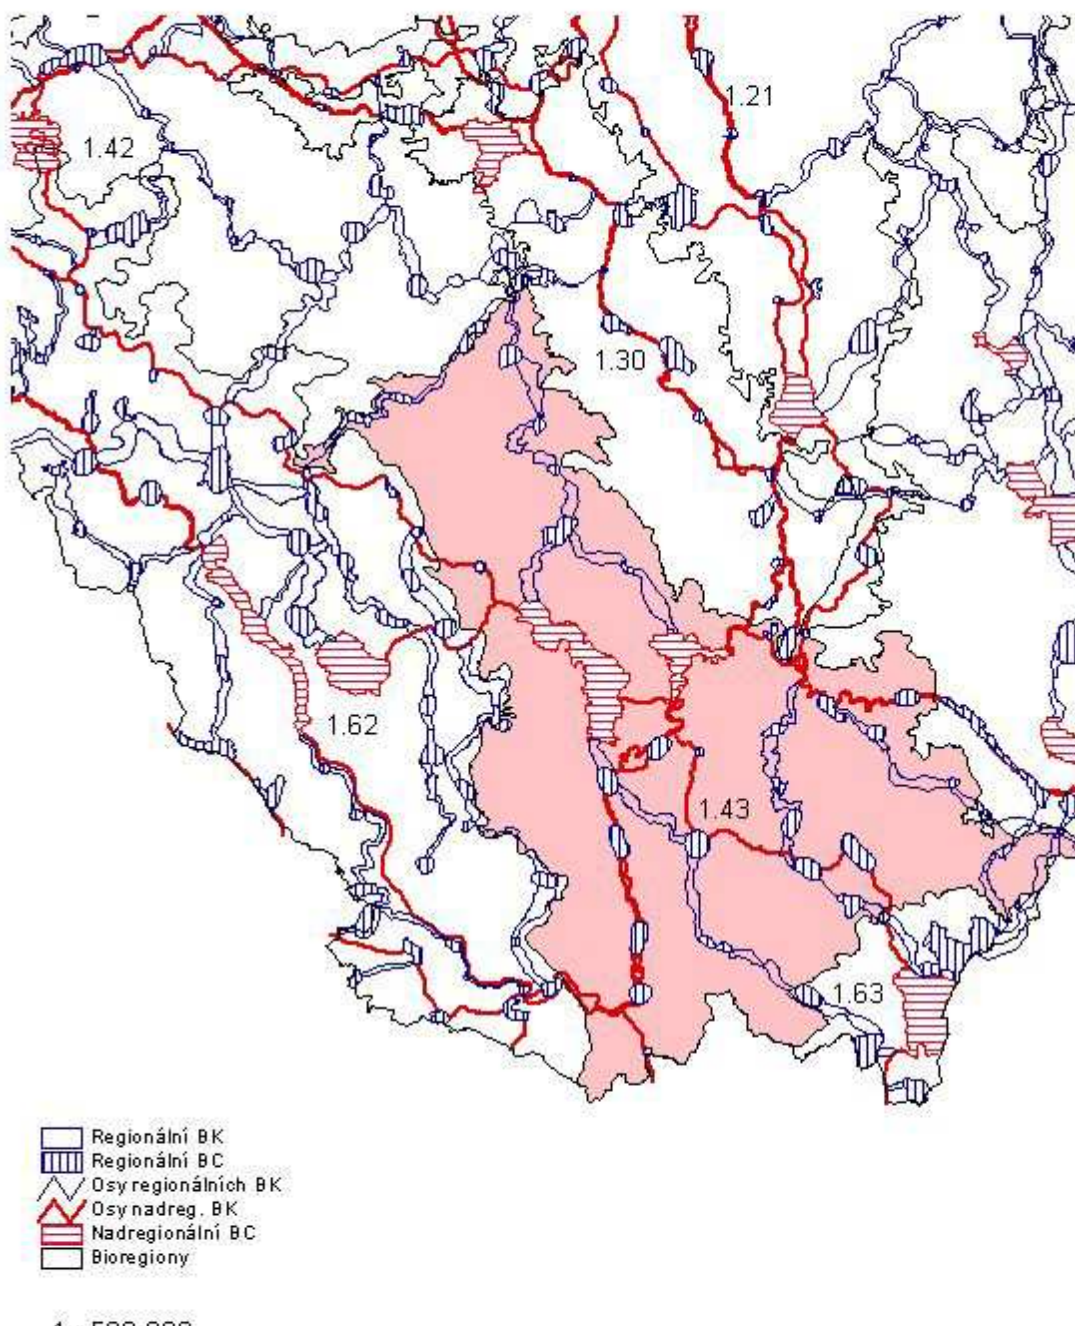 1.21
1.42
1.30
1.62
1.43
1.63
Regionální BK
Regionální BC
Osy regionálních BK
Osy nadreg. BK
Nadregionální BC
Bioregiony